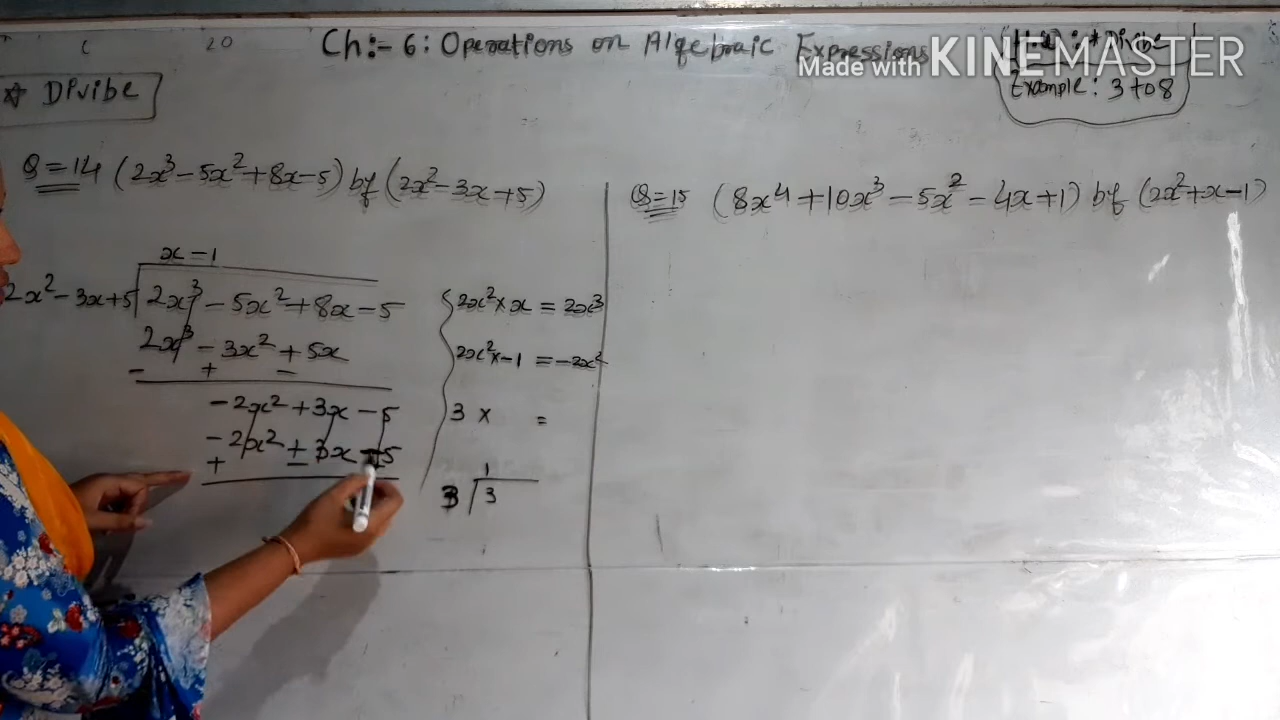 20
Ch:- 6: Operations on Algebraic Expressions
Made with KINEMASTER
H.W : * Divibe
Example: 3 to 8
☆ Divibe
Q=14 (2x³-5x²+8x-5) by (2x²-3x+5)
x-1
2x²-3x+5 2x³-5x²+8x-5
2x³-3x²+5x
- + -
-2x²+3x-5
-2x²+3x-5
+ - +
2x²×x = 2x³
2x²×-1 = -2x²
3 × =
1
3 3
Q=15 (8x⁴+10x³-5x²-4x+1) by (2x²+x-1)